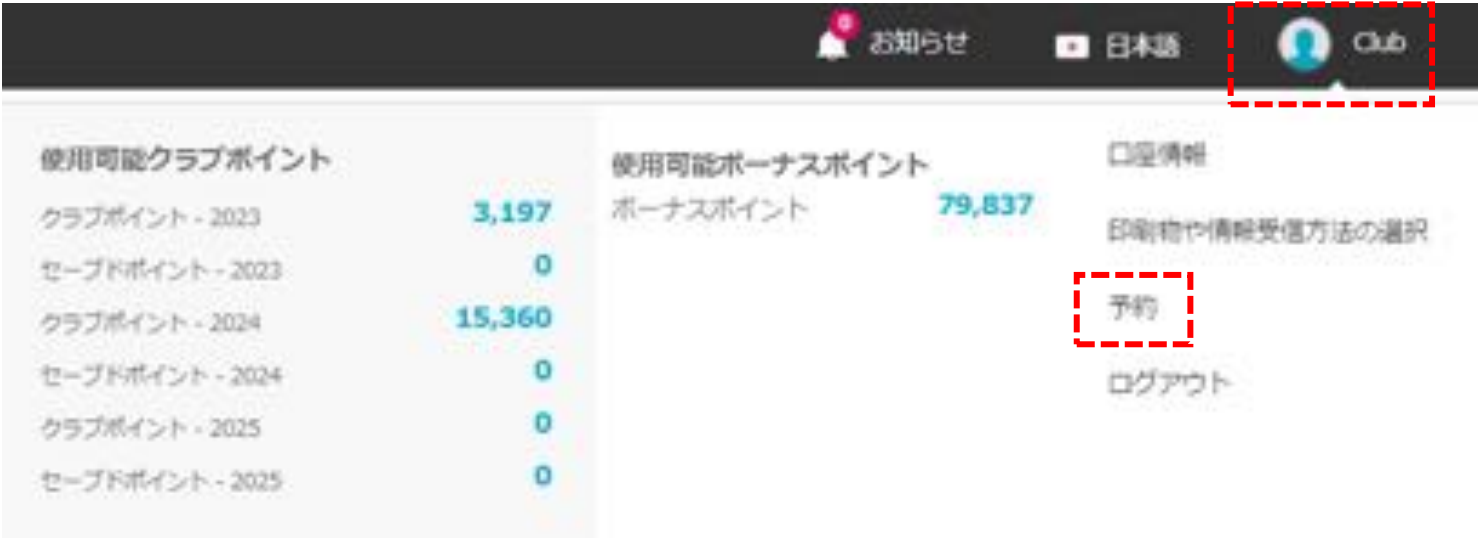 0
お知らせ
日本語
Club
使用可能クラブポイント
クラブポイント - 2023 3,197
セーブドポイント - 2023 0
クラブポイント - 2024 15,360
セーブドポイント - 2024 0
クラブポイント - 2025 0
セーブドポイント - 2025 0
使用可能ボーナスポイント
ボーナスポイント 79,837
口座情報
印刷物や情報受信方法の選択
予約
ログアウト